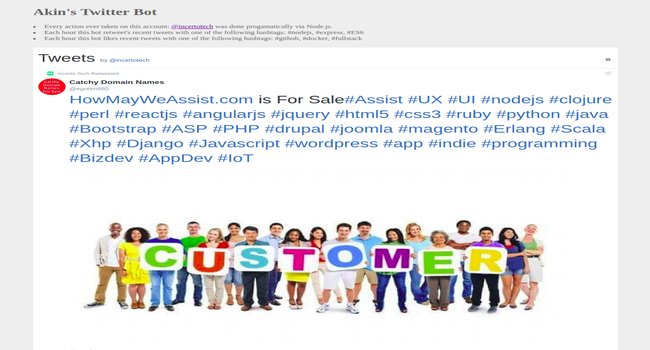 Akin's Twitter Bot
Every action ever taken on this account: @incertotech was done progamatically via Node.js.
Each hour this bot retweet's recent tweets with one of the following hashtags: #nodejs, #express, #ES6
Each hour this bot likes recent tweets with one of the following hashtags: #github, #docker, #fullstack
Tweets by @incertotech
Incerto Tech Retweeted
Catchy Domain Names
@egreen460
HowMayWeAssist.com is For Sale#Assist #UX #UI #nodejs #clojure
#perl #reactjs #angularjs #jquery #html5 #css3 #ruby #python #java
#Bootstrap #ASP #PHP #drupal #joomla #magento #Erlang #Scala
#Xhp #Django #Javascript #wordpress #app #indie #programming
#Bizdev #AppDev #IoT
CUSTOMER